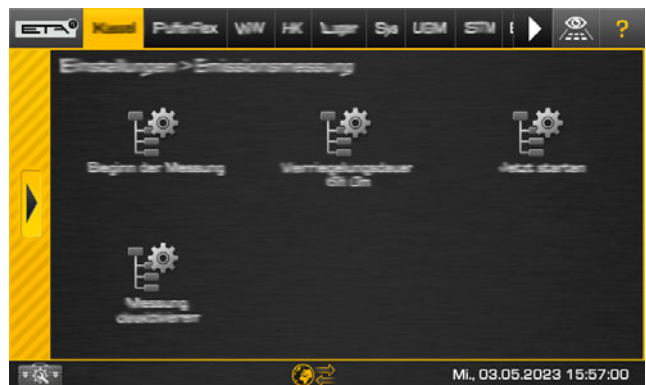 ETA
Kessel PufferFlex WW HK Lager Sys UBM STM E ?
Einstellungen > Emissionsmessung
Beginn der Messung
Verriegelungsdauer
6h 0m
Jetzt starten
Messung
deaktivieren
Mi., 03.05.2023 15:57:00